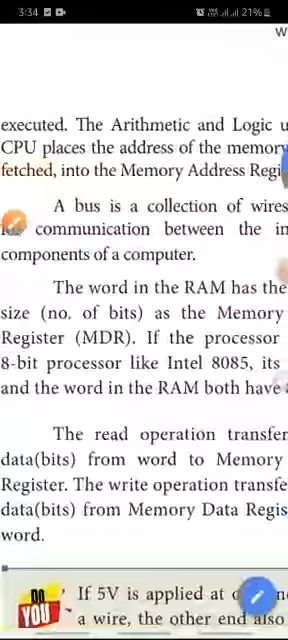 3:34
21%
W
executed. The Arithmetic and Logic u
CPU places the address of the memory
fetched, into the Memory Address Regi
A bus is a collection of wires
communication between the in
components of a computer.
The word in the RAM has the
size (no. of bits) as the Memory
Register (MDR). If the processor
8-bit processor like Intel 8085, its
and the word in the RAM both have
The read operation transfer
data(bits) from word to Memory
Register. The write operation transfe
data(bits) from Memory Data Regis
word.
DO
YOU
If 5V is applied at
a wire, the other end also